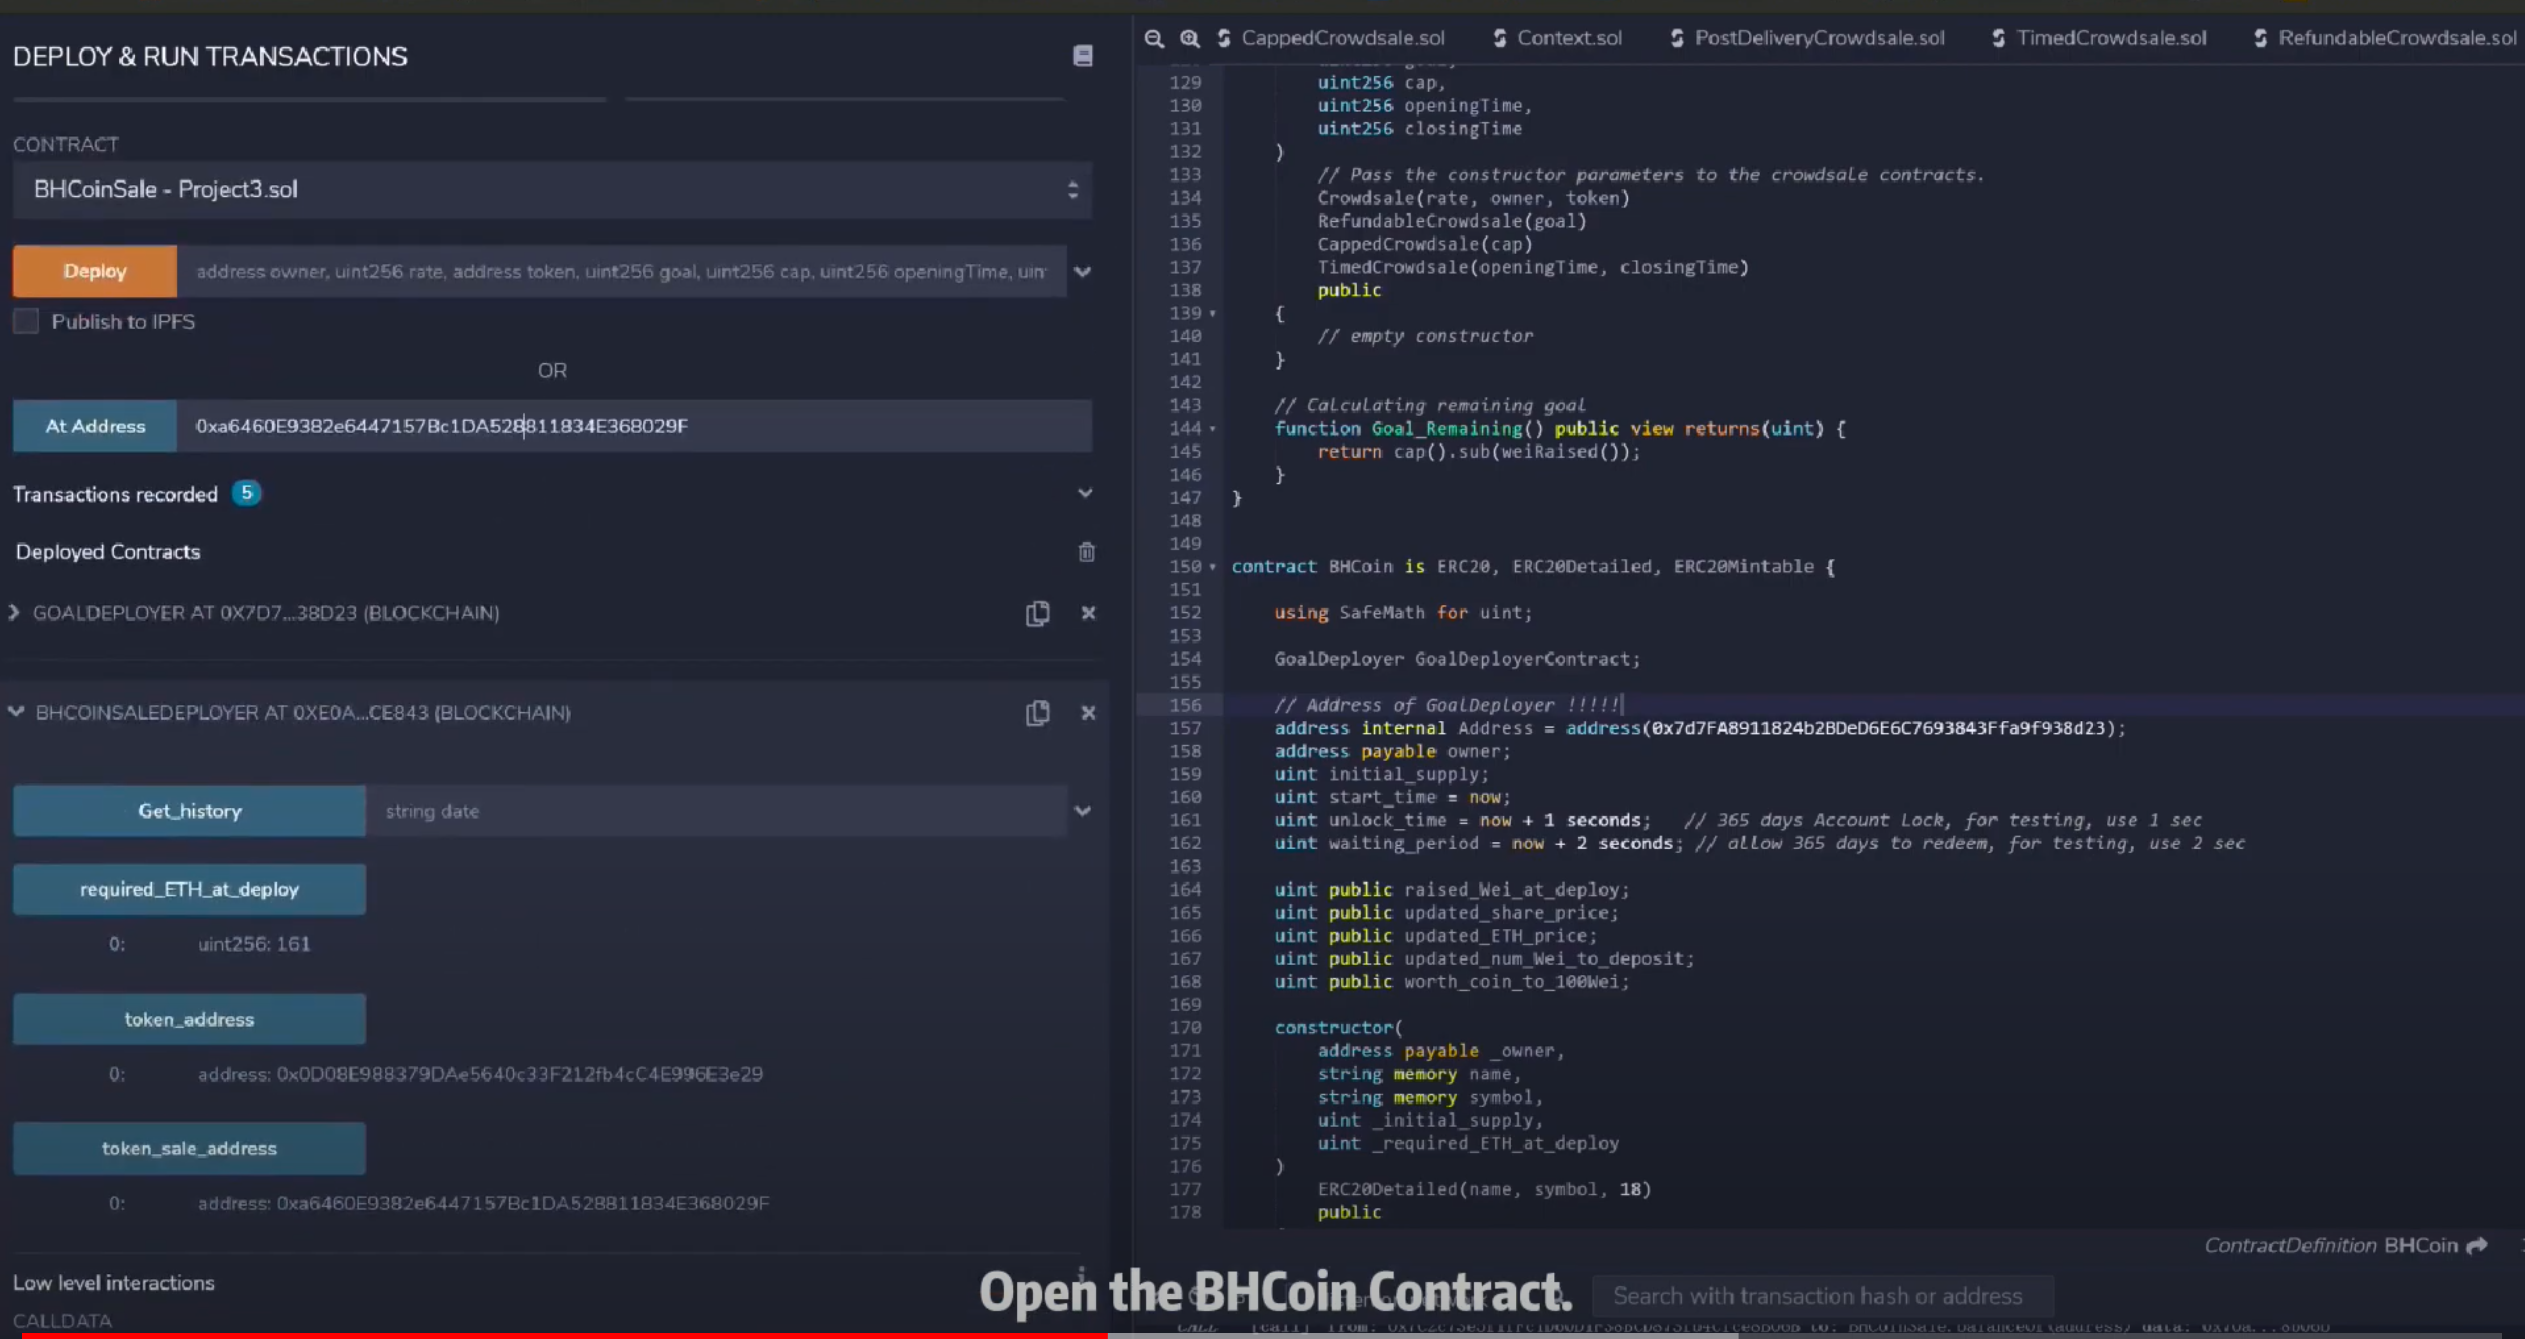 DEPLOY & RUN TRANSACTIONS
CONTRACT
BHCoinSale - Project3.sol
Deploy
address owner, uint256 rate, address token, uint256 goal, uint256 cap, uint256 openingTime, uin
Publish to IPFS
OR
At Address
0xa6460E9382e6447157Bc1DA528811834E368029F
Transactions recorded 5
Deployed Contracts
GOALDEPLOYER AT 0X7D7...38D23 (BLOCKCHAIN)
BHCOINSALEDEPLOYER AT 0XE0A...CE843 (BLOCKCHAIN)
Get_history
string date
required_ETH_at_deploy
0: uint256: 161
token_address
0: address: 0x0D08E988379DAe5640c33F212fb4cC4E996E3e29
token_sale_address
0: address: 0xa6460E9382e6447157Bc1DA528811834E368029F
Low level interactions
CALLDATA
CappedCrowdsale.sol Context.sol PostDeliveryCrowdsale.sol TimedCrowdsale.sol RefundableCrowdsale.sol
129 uint256 cap,
130 uint256 openingTime,
131 uint256 closingTime
132 )
133 // Pass the constructor parameters to the crowdsale contracts.
134 Crowdsale(rate, owner, token)
135 RefundableCrowdsale(goal)
136 CappedCrowdsale(cap)
137 TimedCrowdsale(openingTime, closingTime)
138 public
139 {
140 // empty constructor
141 }
142
143 // Calculating remaining goal
144 function Goal_Remaining() public view returns(uint) {
145 return cap().sub(weiRaised());
146 }
147 }
148
149
150 contract BHCoin is ERC20, ERC20Detailed, ERC20Mintable {
151
152 using SafeMath for uint;
153
154 GoalDeployer GoalDeployerContract;
155
156 // Address of GoalDeployer !!!!!
157 address internal Address = address(0x7d7FA8911824b2BDeD6E6C7693843Ffa9f938d23);
158 address payable owner;
159 uint initial_supply;
160 uint start_time = now;
161 uint unlock_time = now + 1 seconds; // 365 days Account Lock, for testing, use 1 sec
162 uint waiting_period = now + 2 seconds; // allow 365 days to redeem, for testing, use 2 sec
163
164 uint public raised_Wei_at_deploy;
165 uint public updated_share_price;
166 uint public updated_ETH_price;
167 uint public updated_num_Wei_to_deposit;
168 uint public worth_coin_to_100Wei;
169
170 constructor(
171 address payable _owner,
172 string memory name,
173 string memory symbol,
174 uint _initial_supply,
175 uint _required_ETH_at_deploy
176 )
177 ERC20Detailed(name, symbol, 18)
178 public
ContractDefinition BHCoin
Open the BHCoin Contract.
Search with transaction hash or address